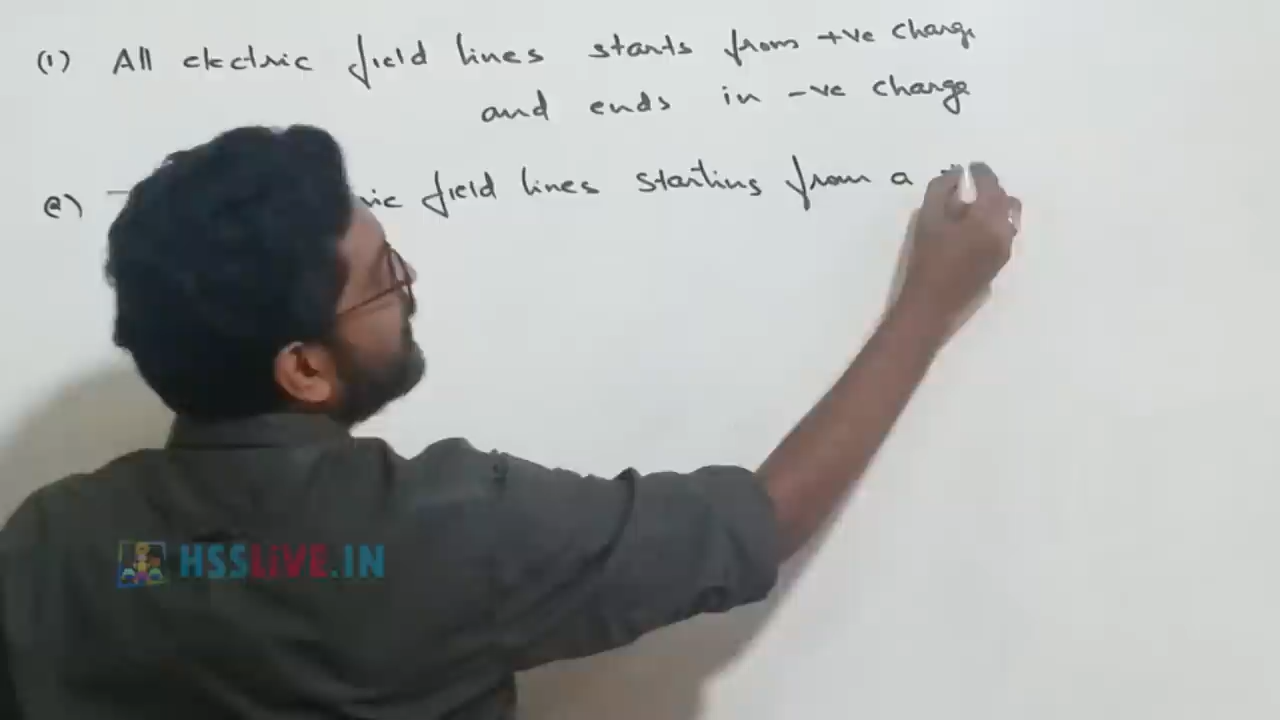 (1) All electric field lines starts from +ve charge
and ends in -ve charge
2) field lines starting from a
HSSLiVE.IN